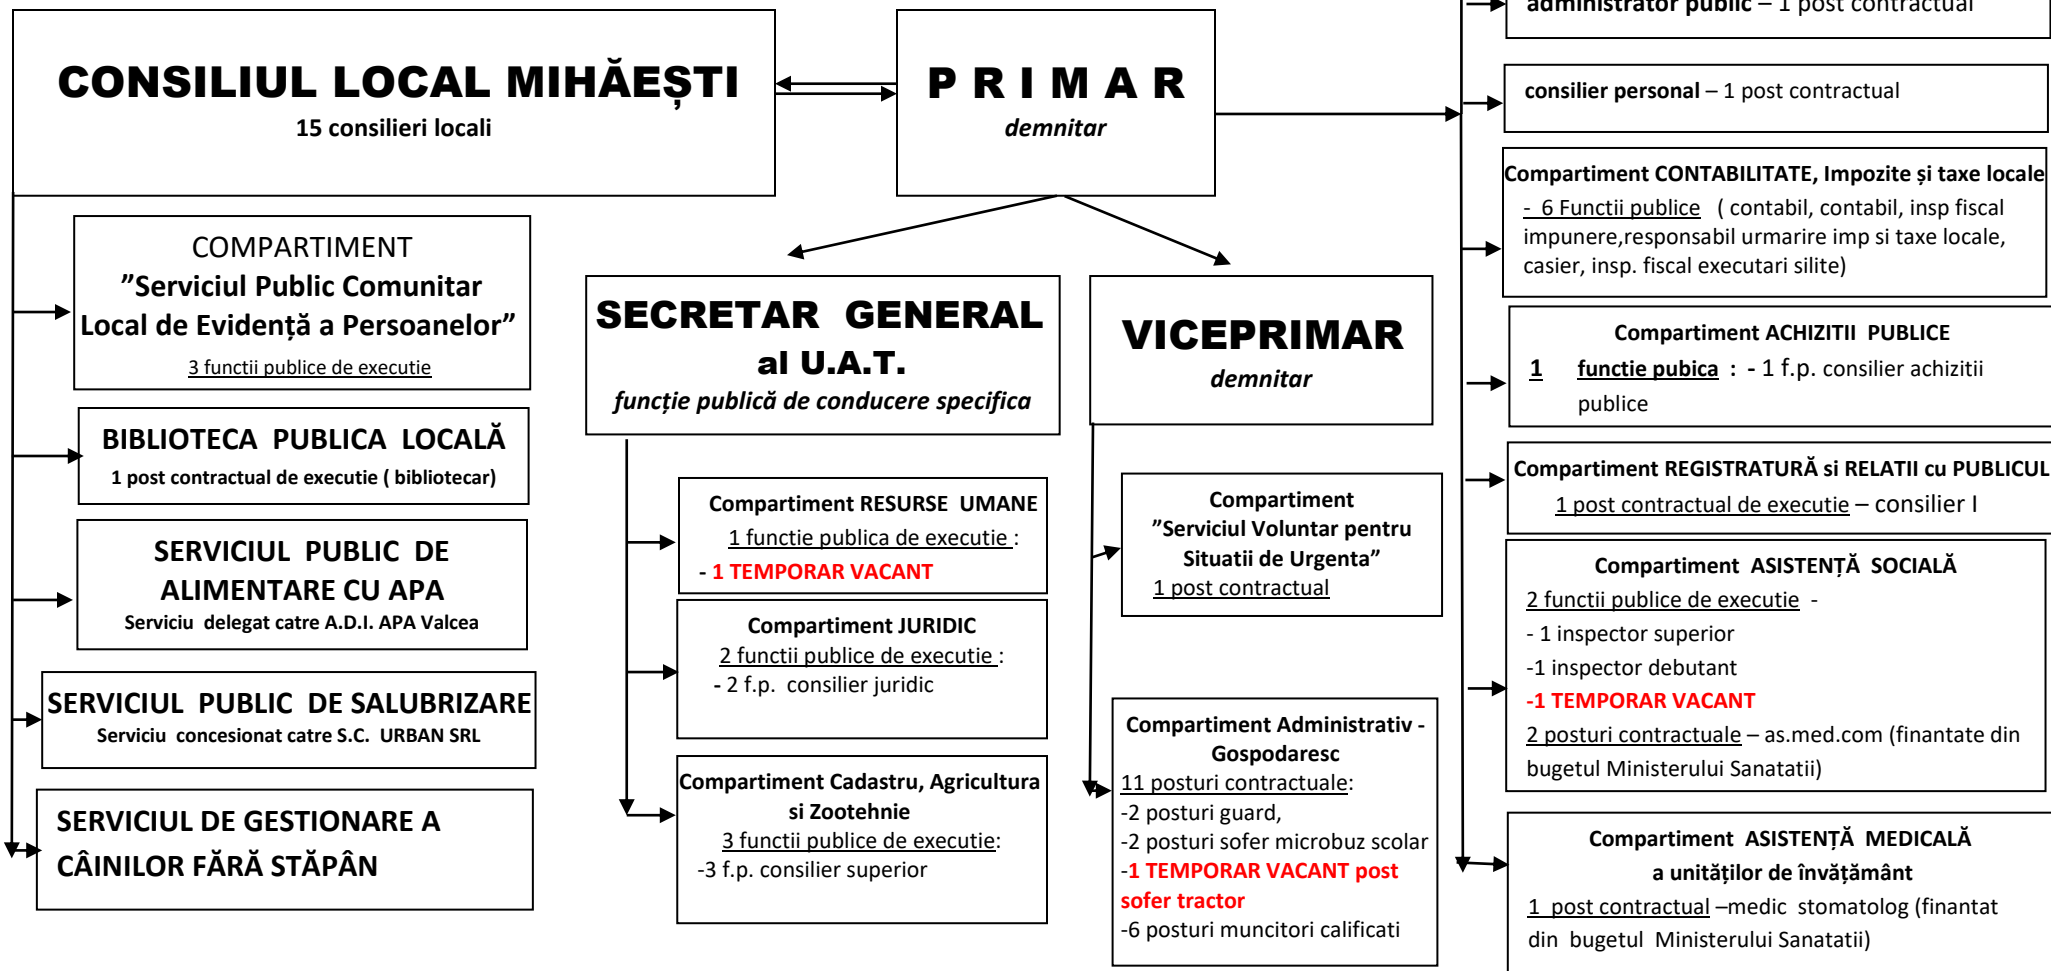 CONSILIUL LOCAL MIHĂEȘTI
15 consilieri locali
P R I M A R
demnitar
COMPARTIMENT
”Serviciul Public Comunitar
Local de Evidență a Persoanelor”
3 functii publice de executie
BIBLIOTECA PUBLICA LOCALĂ
1 post contractual de executie ( bibliotecar)
SERVICIUL PUBLIC DE
ALIMENTARE CU APA
Serviciu delegat catre A.D.I. APA Valcea
SERVICIUL PUBLIC DE SALUBRIZARE
Serviciu concesionat catre S.C. URBAN SRL
SERVICIUL DE GESTIONARE A
CÂINILOR FĂRĂ STĂPÂN
SECRETAR GENERAL
al U.A.T.
funcție publică de conducere specifica
Compartiment RESURSE UMANE
1 functie publica de executie :
- 1 TEMPORAR VACANT
Compartiment JURIDIC
2 functii publice de executie :
- 2 f.p. consilier juridic
Compartiment Cadastru, Agricultura
si Zootehnie
3 functii publice de executie:
-3 f.p. consilier superior
VICEPRIMAR
demnitar
Compartiment
”Serviciul Voluntar pentru
Situatii de Urgenta”
1 post contractual
Compartiment Administrativ -
Gospodaresc
11 posturi contractuale:
-2 posturi guard,
-2 posturi sofer microbuz scolar
-1 TEMPORAR VACANT post
sofer tractor
-6 posturi muncitori calificati
administrator public – 1 post contractual
consilier personal – 1 post contractual
Compartiment CONTABILITATE, Impozite și taxe locale
- 6 Functii publice ( contabil, contabil, insp fiscal
impunere,responsabil urmarire imp si taxe locale,
casier, insp. fiscal executari silite)
Compartiment ACHIZITII PUBLICE
1 functie pubica : - 1 f.p. consilier achizitii
publice
Compartiment REGISTRATURĂ si RELATII cu PUBLICUL
1 post contractual de executie – consilier I
Compartiment ASISTENȚĂ SOCIALĂ
2 functii publice de executie -
- 1 inspector superior
-1 inspector debutant
-1 TEMPORAR VACANT
2 posturi contractuale – as.med.com (finantate din
bugetul Ministerului Sanatatii)
Compartiment ASISTENȚĂ MEDICALĂ
a unităților de învățământ
1 post contractual –medic stomatolog (finantat
din bugetul Ministerului Sanatatii)